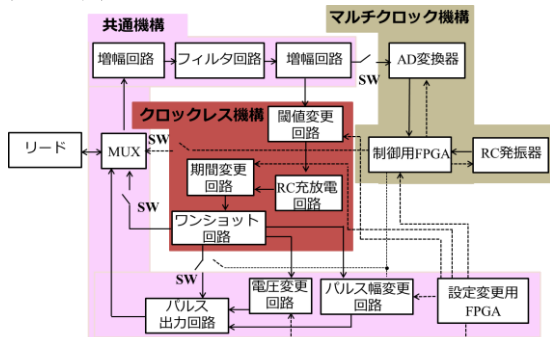 共通機構
マルチクロック機構
増幅回路
フィルタ回路
増幅回路
SW
AD変換器
クロックレス機構
閾値変更
回路
SW
リード
MUX
制御用FPGA
RC発振器
期間変更
回路
RC充放電
回路
SW
ワンショット
回路
SW
電圧変更
回路
パルス幅変更
回路
設定変更用
FPGA
パルス
出力回路